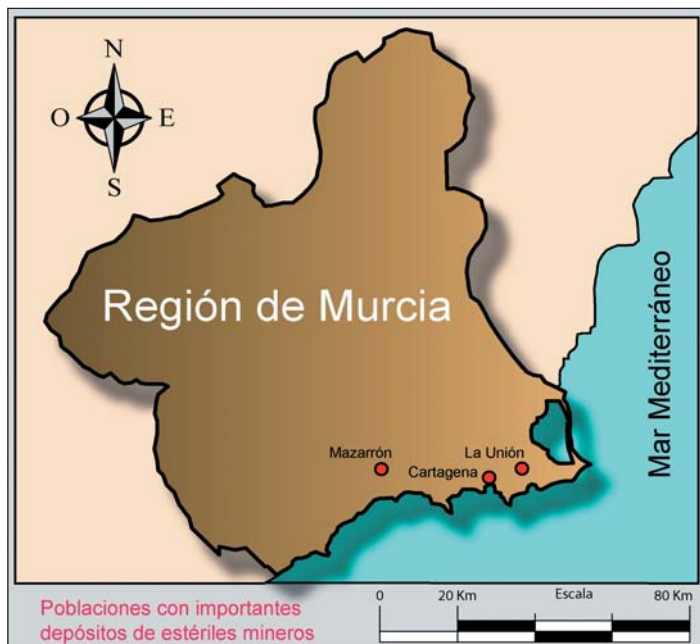 N
O
E
S
Región de Murcia
Mar Mediterráneo
Mazarrón
La Unión
Cartagena
Poblaciones con importantes
depósitos de estériles mineros
0 20 Km Escala 80 Km